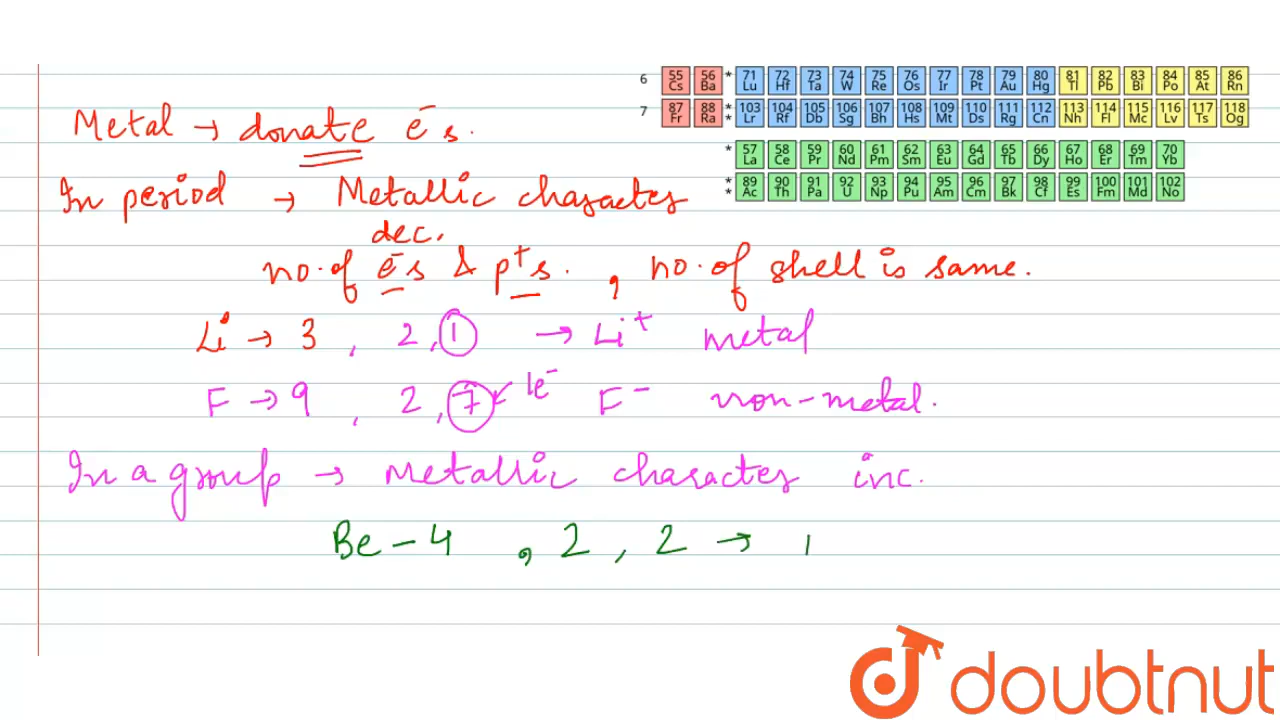 6 55 Cs 56 Ba * 71 Lu 72 Hf 73 Ta 74 W 75 Re 76 Os 77 Ir 78 Pt 79 Au 80 Hg 81 Tl 82 Pb 83 Bi 84 Po 85 At 86 Rn
7 87 Fr 88 Ra * * 103 Lr 104 Rf 105 Db 106 Sg 107 Bh 108 Hs 109 Mt 110 Ds 111 Rg 112 Cn 113 Nh 114 Fl 115 Mc 116 Lv 117 Ts 118 Og
* 57 La 58 Ce 59 Pr 60 Nd 61 Pm 62 Sm 63 Eu 64 Gd 65 Tb 66 Dy 67 Ho 68 Er 69 Tm 70 Yb
* * 89 Ac 90 Th 91 Pa 92 U 93 Np 94 Pu 95 Am 96 Cm 97 Bk 98 Cf 99 Es 100 Fm 101 Md 102 No
Metal → donate e⁻s.
In period → Metallic character
dec.
no. of e⁻s & p⁺s. , no. of shell is same.
Li → 3 , 2, 1 → Li⁺ metal
F → 9 , 2, 7 ← 1e⁻ F⁻ non-metal.
In a group → Metallic character inc.
Be - 4 , 2 , 2 →
doubtnut